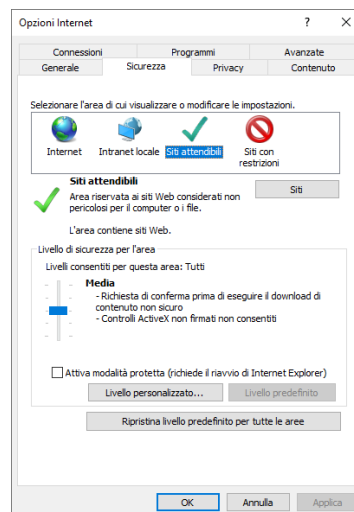 Opzioni Internet
Connessioni Programmi Avanzate
Generale Sicurezza Privacy Contenuto
Selezionare l'area di cui visualizzare o modificare le impostazioni.
Internet Intranet locale Siti attendibili Siti con
restrizioni
Siti attendibili
Siti
Area riservata ai siti Web considerati non
pericolosi per il computer o i file.
L'area contiene siti Web.
Livello di sicurezza per l'area
Livelli consentiti per questa area: Tutti
Media
- Richiesta di conferma prima di eseguire il download di
contenuto non sicuro
- Controlli ActiveX non firmati non consentiti
Attiva modalità protetta (richiede il riavvio di Internet Explorer)
Livello personalizzato... Livello predefinito
Ripristina livello predefinito per tutte le aree
OK Annulla Applica